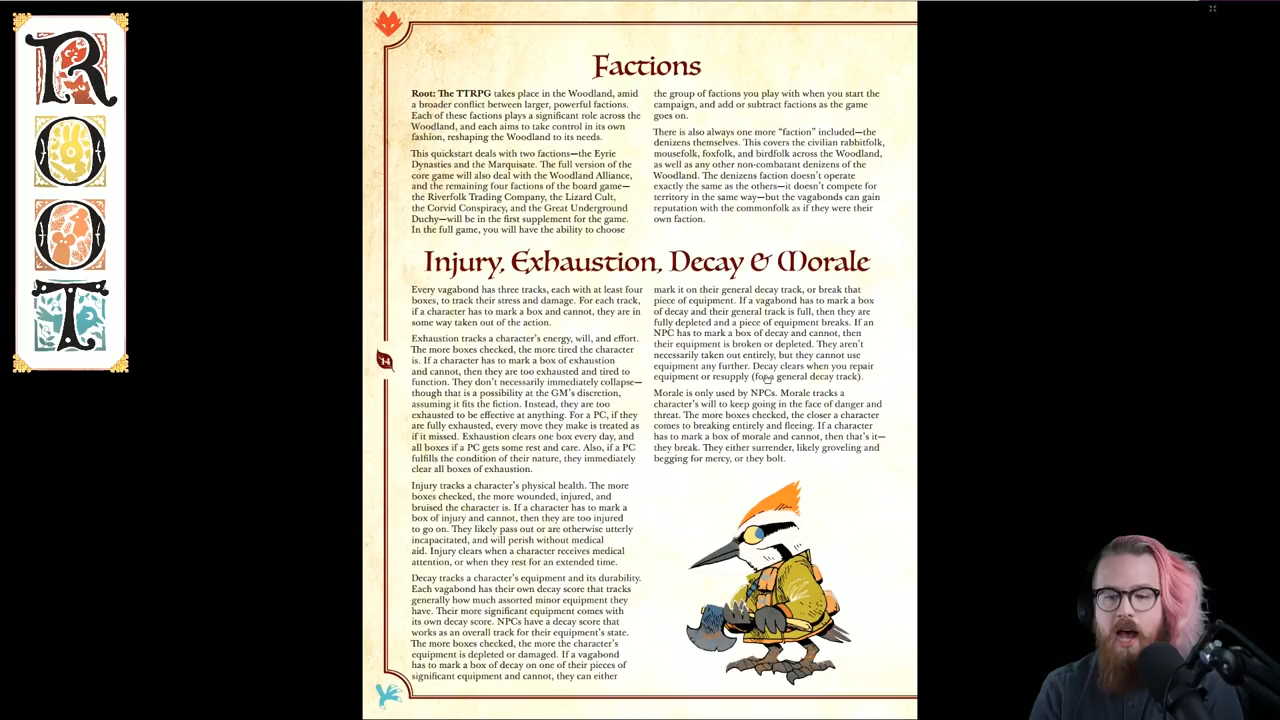 ROOT
Factions
Root: The TTRPG takes place in the Woodland, amid
a broader conflict between larger, powerful factions.
Each of these factions plays a significant role across the
Woodland, and each aims to take control in its own
fashion, reshaping the Woodland to its needs.
This quickstart deals with two factions—the Eyrie
Dynasties and the Marquisate. The full version of the
core game will also deal with the Woodland Alliance,
and the remaining four factions of the board game—
the Riverfolk Trading Company, the Lizard Cult,
the Corvid Conspiracy, and the Great Underground
Duchy—will be in the first supplement for the game.
In the full game, you will have the ability to choose
the group of factions you play with when you start the
campaign, and add or subtract factions as the game
goes on.
There is also always one more “faction” included—the
denizens themselves. This covers the civilian rabbitfolk,
mousefolk, foxfolk, and birdfolk across the Woodland,
as well as any other non-combatant denizens of the
Woodland. The denizens faction doesn’t operate
exactly the same as the others—it doesn’t compete for
territory in the same way—but the vagabonds can gain
reputation with the commonfolk as if they were their
own faction.
Injury, Exhaustion, Decay & Morale
Every vagabond has three tracks, each with at least four
boxes, to track their stress and damage. For each track,
if a character has to mark a box and cannot, they are in
some way taken out of the action.
Exhaustion tracks a character’s energy, will, and effort.
The more boxes checked, the more tired the character
is. If a character has to mark a box of exhaustion
and cannot, then they are too exhausted and tired to
function. They don’t necessarily immediately collapse—
though that is a possibility at the GM’s discretion,
assuming it fits the fiction. Instead, they are too
exhausted to be effective at anything. For a PC, if they
are fully exhausted, every move they make is treated as
if it missed. Exhaustion clears one box every day, and
all boxes if a PC gets some rest and care. Also, if a PC
fulfills the condition of their nature, they immediately
clear all boxes of exhaustion.
Injury tracks a character’s physical health. The more
boxes checked, the more wounded, injured, and
bruised the character is. If a character has to mark a
box of injury and cannot, then they are too injured
to go on. They likely pass out or are otherwise utterly
incapacitated, and will perish without medical
aid. Injury clears when a character receives medical
attention, or when they rest for an extended time.
Decay tracks a character’s equipment and its durability.
Each vagabond has their own decay score that tracks
generally how much assorted minor equipment they
have. Their more significant equipment comes with
its own decay score. NPCs have a decay score that
works as an overall track for their equipment’s state.
The more boxes checked, the more the character’s
equipment is depleted or damaged. If a vagabond
has to mark a box of decay on one of their pieces of
significant equipment and cannot, they can either
mark it on their general decay track, or break that
piece of equipment. If a vagabond has to mark a box
of decay and their general track is full, then they are
fully depleted and a piece of equipment breaks. If an
NPC has to mark a box of decay and cannot, then
their equipment is broken or depleted. They aren’t
necessarily taken out entirely, but they cannot use
equipment any further. Decay clears when you repair
equipment or resupply (for a general decay track).
Morale is only used by NPCs. Morale tracks a
character’s will to keep going in the face of danger and
threat. The more boxes checked, the closer a character
comes to breaking entirely and fleeing. If a character
has to mark a box of morale and cannot, then that’s it—
they break. They either surrender, likely groveling and
begging for mercy, or they bolt.
14